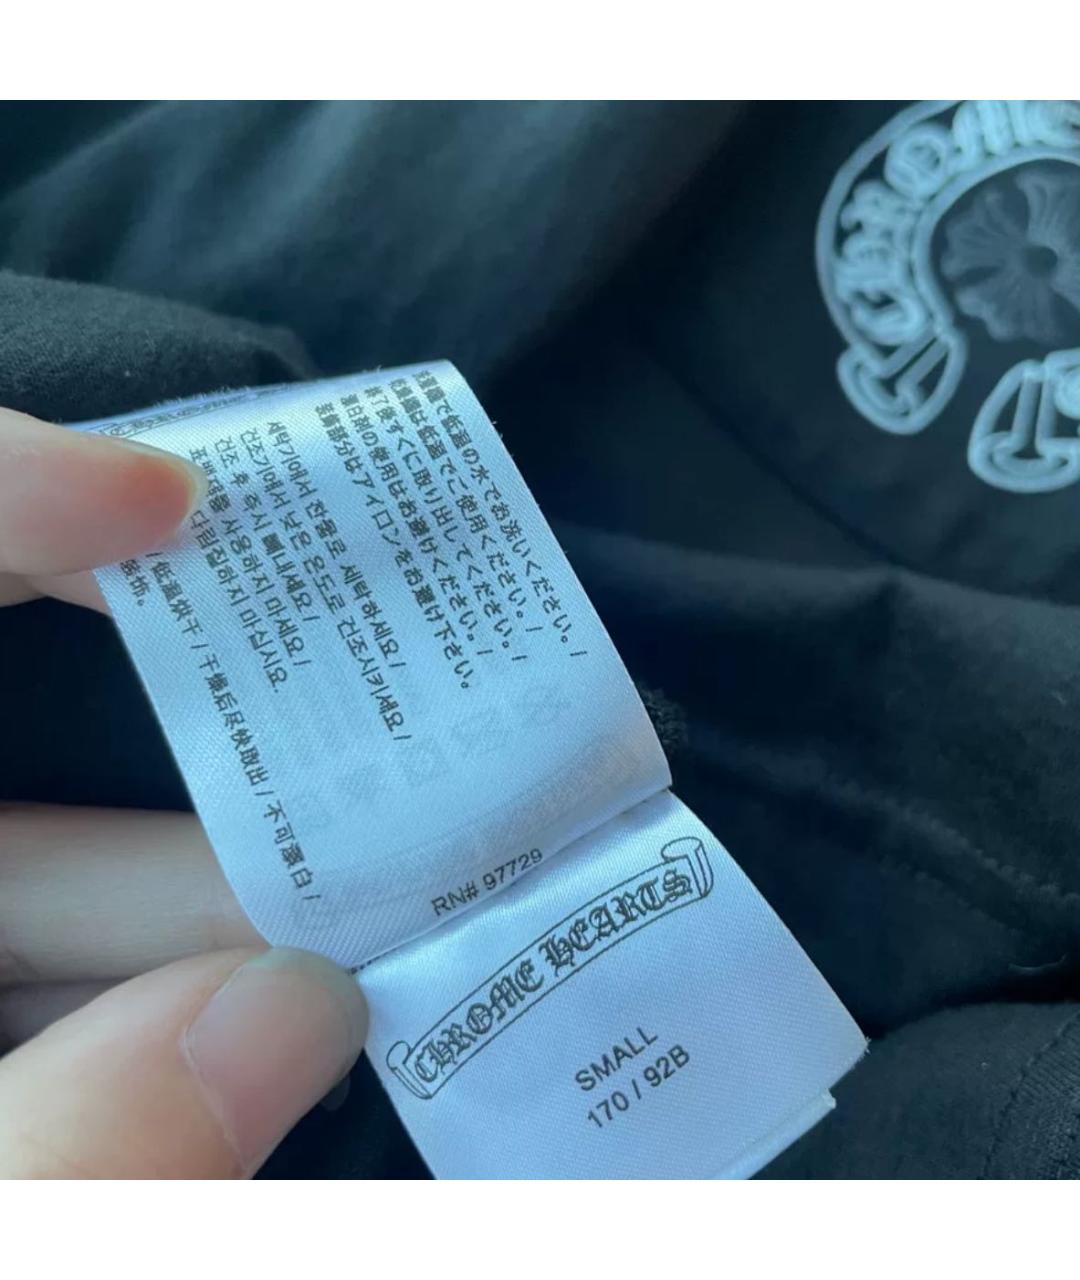 CHROME
洗濯機で低温の水でお洗いください。/
乾燥機は低温でご使用ください。/
終了後すぐに取り出してください。/
漂白剤の使用はお避けください。/
装飾部分はアイロンをお避け下さい。
세탁기에서 찬물로 세탁하세요/
건조기에서 낮은 온도로 건조시키세요/
건조 후 즉시 빼내세요/
표백제를 사용하지 마세요/
다림질하지 마십시요.
/低温烘干/干燥后尽快取出/不可漂白/
RN# 97729
CHROME HEARTS
SMALL
170 / 92B